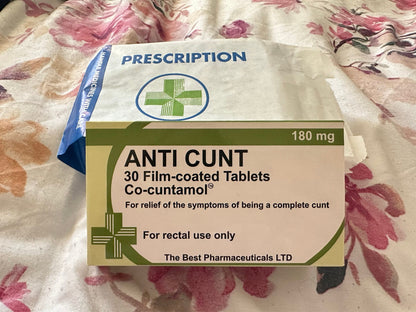 PRESCRIPTION
180 mg
ANTI CUNT
30 Film-coated Tablets
Co-cuntamol
For relief of the symptoms of being a complete cunt
For rectal use only
The Best Pharmaceuticals LTD